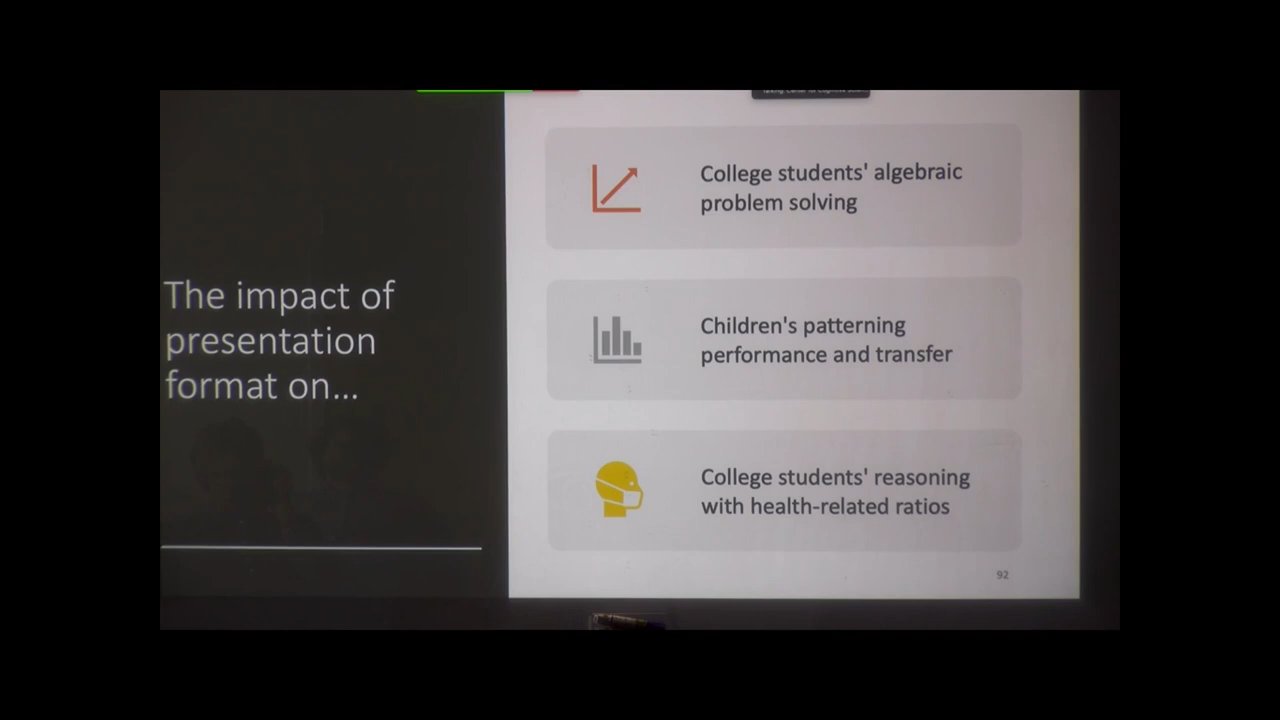 The impact of
presentation
format on...
College students' algebraic
problem solving
Children's patterning
performance and transfer
College students' reasoning
with health-related ratios
92